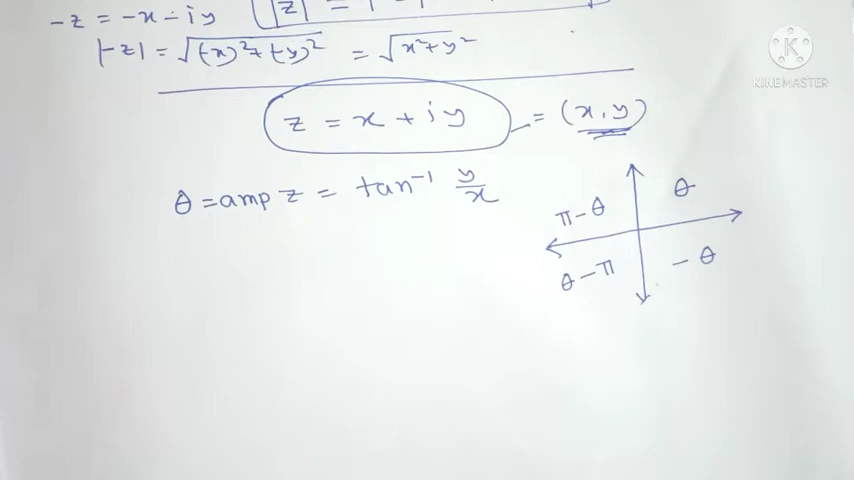 -z = -x - iy
|z| =
|-z| = √(-x)²+(-y)² = √x²+y²
z = x + iy = (x, y)
θ = amp z = tan⁻¹ y/x
π-θ θ
θ-π -θ
KINEMASTER